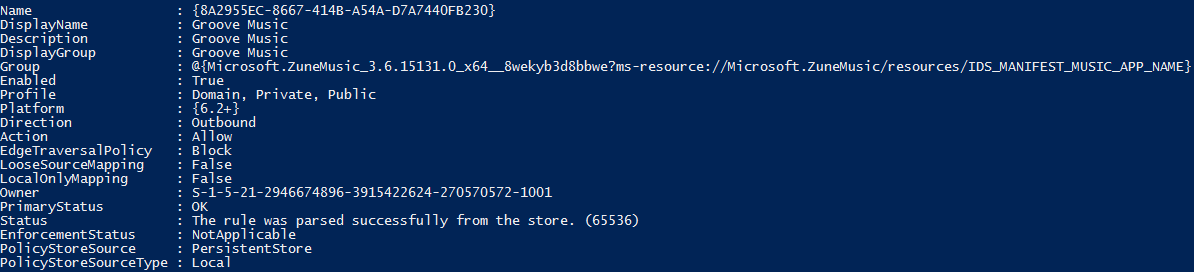 Name                  : {8A2955EC-8667-414B-A54A-D7A7440FB230}
DisplayName           : Groove Music
Description           : Groove Music
DisplayGroup          : Groove Music
Group                 : @{Microsoft.ZuneMusic_3.6.15131.0_x64__8wekyb3d8bbwe?ms-resource://Microsoft.ZuneMusic/resources/IDS_MANIFEST_MUSIC_APP_NAME}
Enabled               : True
Profile               : Domain, Private, Public
Platform              : {6.2+}
Direction             : Outbound
Action                : Allow
EdgeTraversalPolicy   : Block
LooseSourceMapping    : False
LocalOnlyMapping      : False
Owner                 : S-1-5-21-2946674896-3915422624-270570572-1001
PrimaryStatus         : OK
Status                : The rule was parsed successfully from the store. (65536)
EnforcementStatus     : NotApplicable
PolicyStoreSource     : PersistentStore
PolicyStoreSourceType : Local